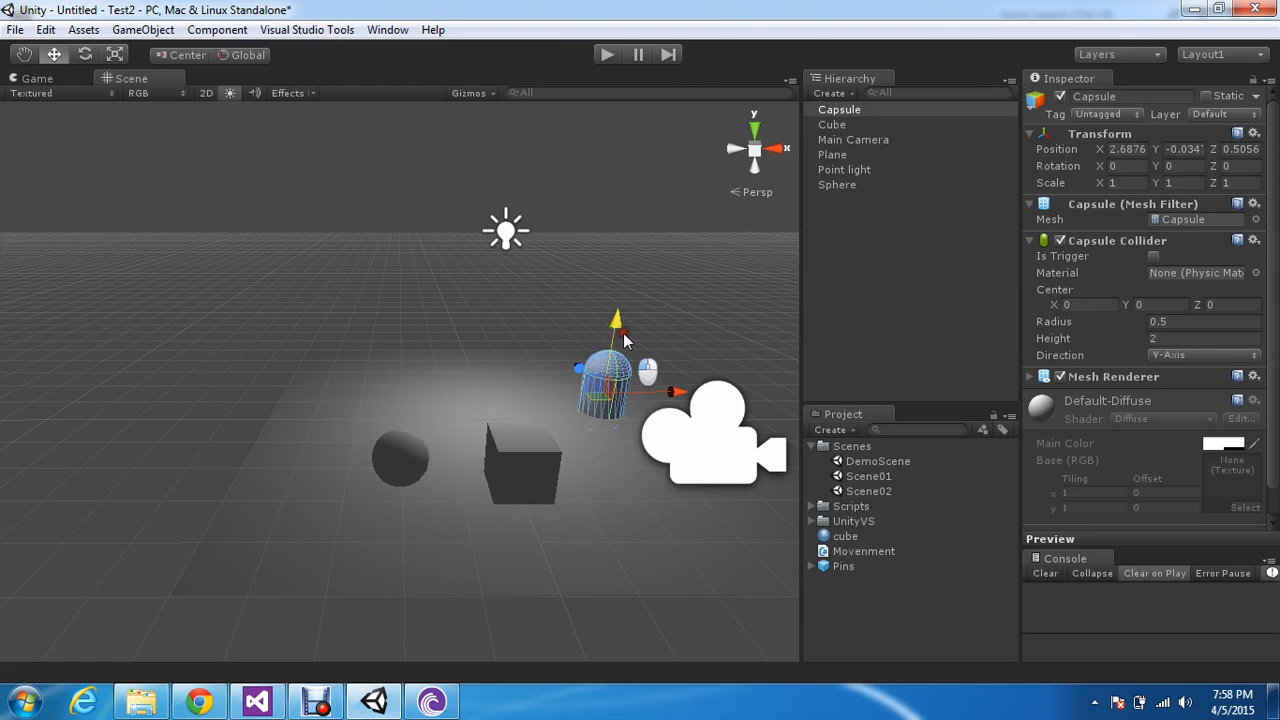 Unity - Untitled - Test2 - PC, Mac & Linux Standalone*
File Edit Assets GameObject Component Visual Studio Tools Window Help
Center Global Layers Layout1
Game Scene
Textured RGB 2D Effects Gizmos All
y
x
Persp
Hierarchy
Create All
Capsule
Cube
Main Camera
Plane
Point light
Sphere
Project
Create
Scenes
DemoScene
Scene01
Scene02
Scripts
UnityVS
cube
Movenment
Pins
Inspector
Capsule Static
Tag Untagged Layer Default
Transform
Position X 2.6876 Y -0.0347 Z 0.5056
Rotation X 0 Y 0 Z 0
Scale X 1 Y 1 Z 1
Capsule (Mesh Filter)
Mesh Capsule
Capsule Collider
Is Trigger
Material None (Physic Mat
Center
X 0 Y 0 Z 0
Radius 0.5
Height 2
Direction Y-Axis
Mesh Renderer
Default-Diffuse
Shader Diffuse Edit...
Main Color
Base (RGB) None
(Texture)
Tiling Offset
x 1 0
y 1 0 Select
Preview
Console
Clear Collapse Clear on Play Error Pause
7:58 PM
4/5/2015